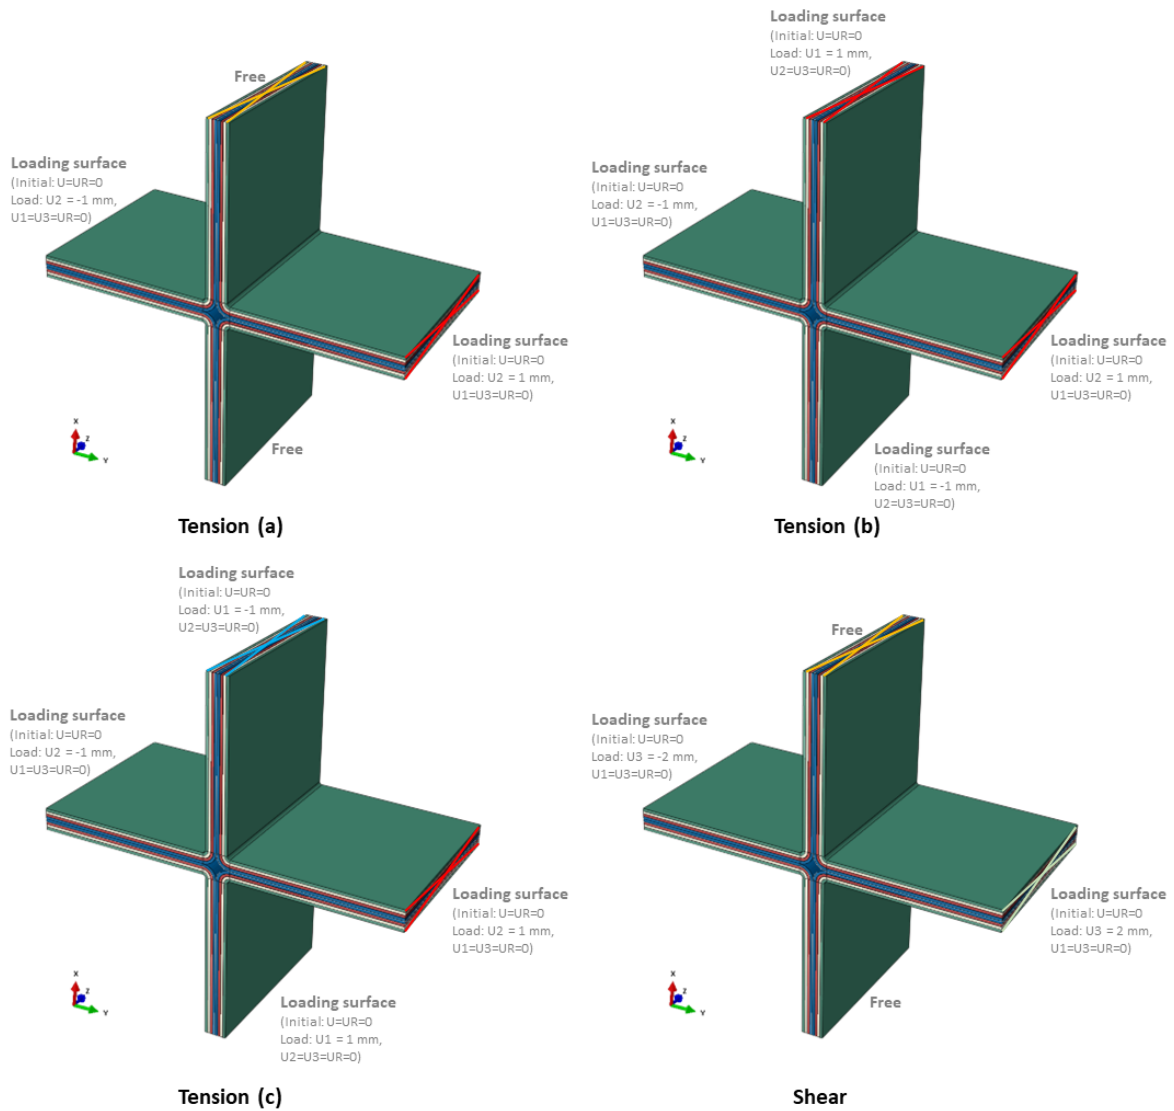 Free
Loading surface
(Initial: U=UR=0
Load: U2 = -1 mm,
U1=U3=UR=0)
Loading surface
(Initial: U=UR=0
Load: U2 = 1 mm,
U1=U3=UR=0)
Free
X
Z
Y
Tension (a)
Loading surface
(Initial: U=UR=0
Load: U1 = 1 mm,
U2=U3=UR=0)
Loading surface
(Initial: U=UR=0
Load: U2 = -1 mm,
U1=U3=UR=0)
Loading surface
(Initial: U=UR=0
Load: U2 = 1 mm,
U1=U3=UR=0)
Loading surface
(Initial: U=UR=0
Load: U1 = -1 mm,
U2=U3=UR=0)
X
Z
Y
Tension (b)
Loading surface
(Initial: U=UR=0
Load: U1 = -1 mm,
U2=U3=UR=0)
Loading surface
(Initial: U=UR=0
Load: U2 = -1 mm,
U1=U3=UR=0)
Loading surface
(Initial: U=UR=0
Load: U2 = 1 mm,
U1=U3=UR=0)
Loading surface
(Initial: U=UR=0
Load: U1 = 1 mm,
U2=U3=UR=0)
X
Z
Y
Tension (c)
Free
Loading surface
(Initial: U=UR=0
Load: U3 = -2 mm,
U1=U3=UR=0)
Loading surface
(Initial: U=UR=0
Load: U3 = 2 mm,
U1=U3=UR=0)
Free
X
Z
Y
Shear